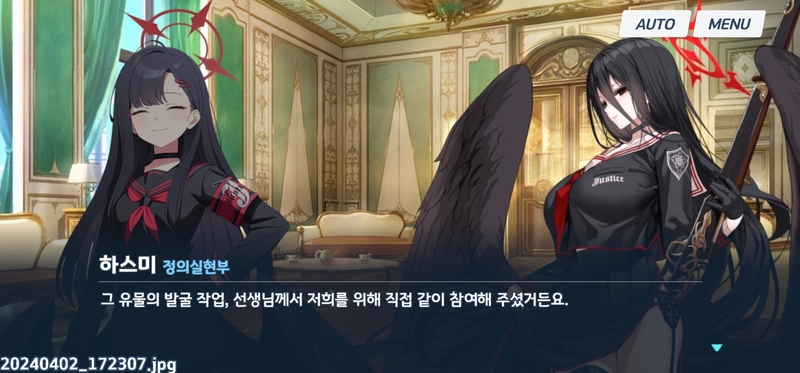 AUTO MENU
Justice
하스미 정의실현부
그 유물의 발굴 작업, 선생님께서 저희를 위해 직접 같이 참여해 주셨거든요.
20240402_172307.jpg